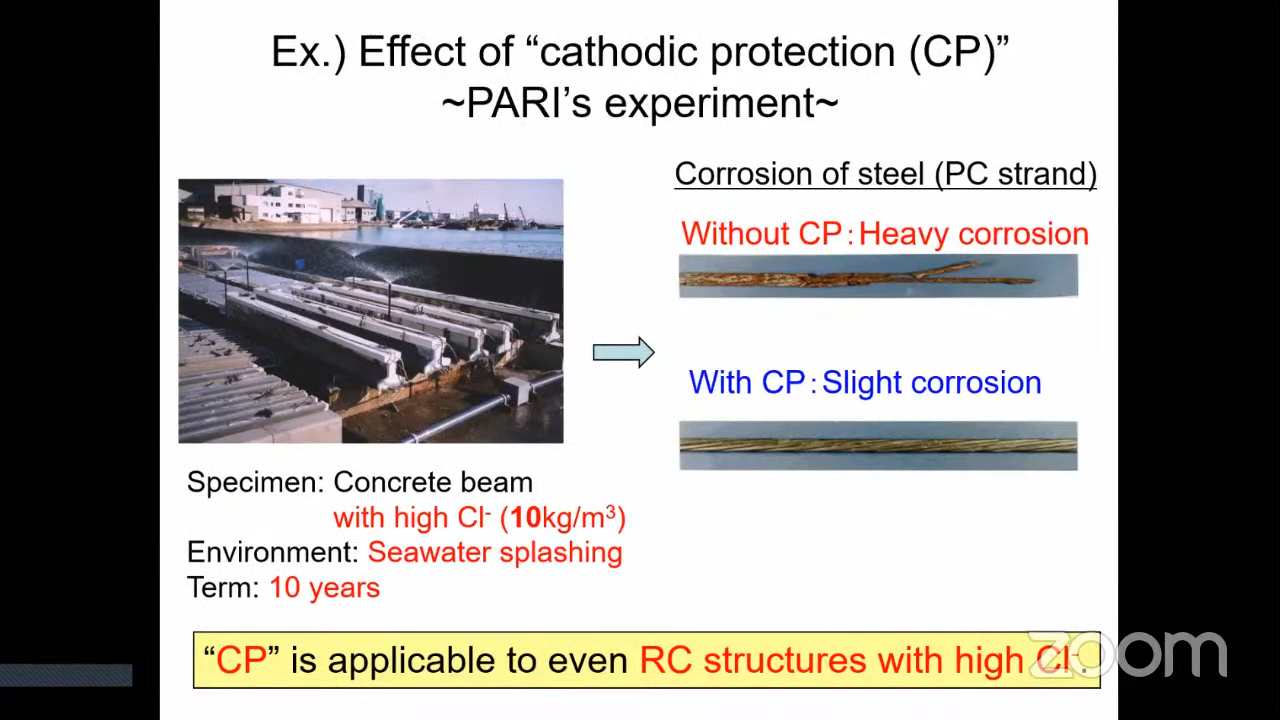 Ex.) Effect of “cathodic protection (CP)”
~PARI’s experiment~
Corrosion of steel (PC strand)
Without CP：Heavy corrosion
With CP：Slight corrosion
Specimen: Concrete beam
with high Cl⁻ (10kg/m³)
Environment: Seawater splashing
Term: 10 years
“CP” is applicable to even RC structures with high Cl⁻.
zoom